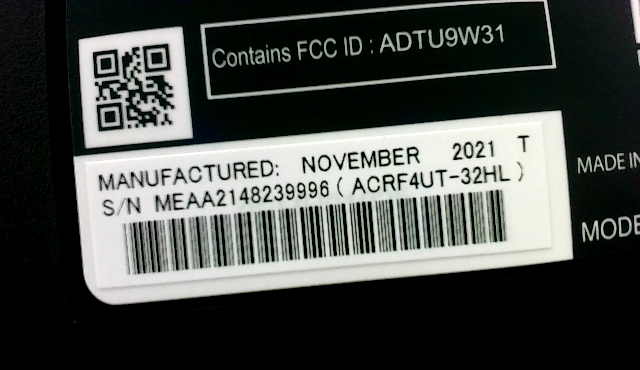 Contains FCC ID : ADTU9W31
MANUFACTURED: NOVEMBER 2021 T
S/N MEAA2148239996 ( ACRF4UT-32HL )
MADE IN
MODE